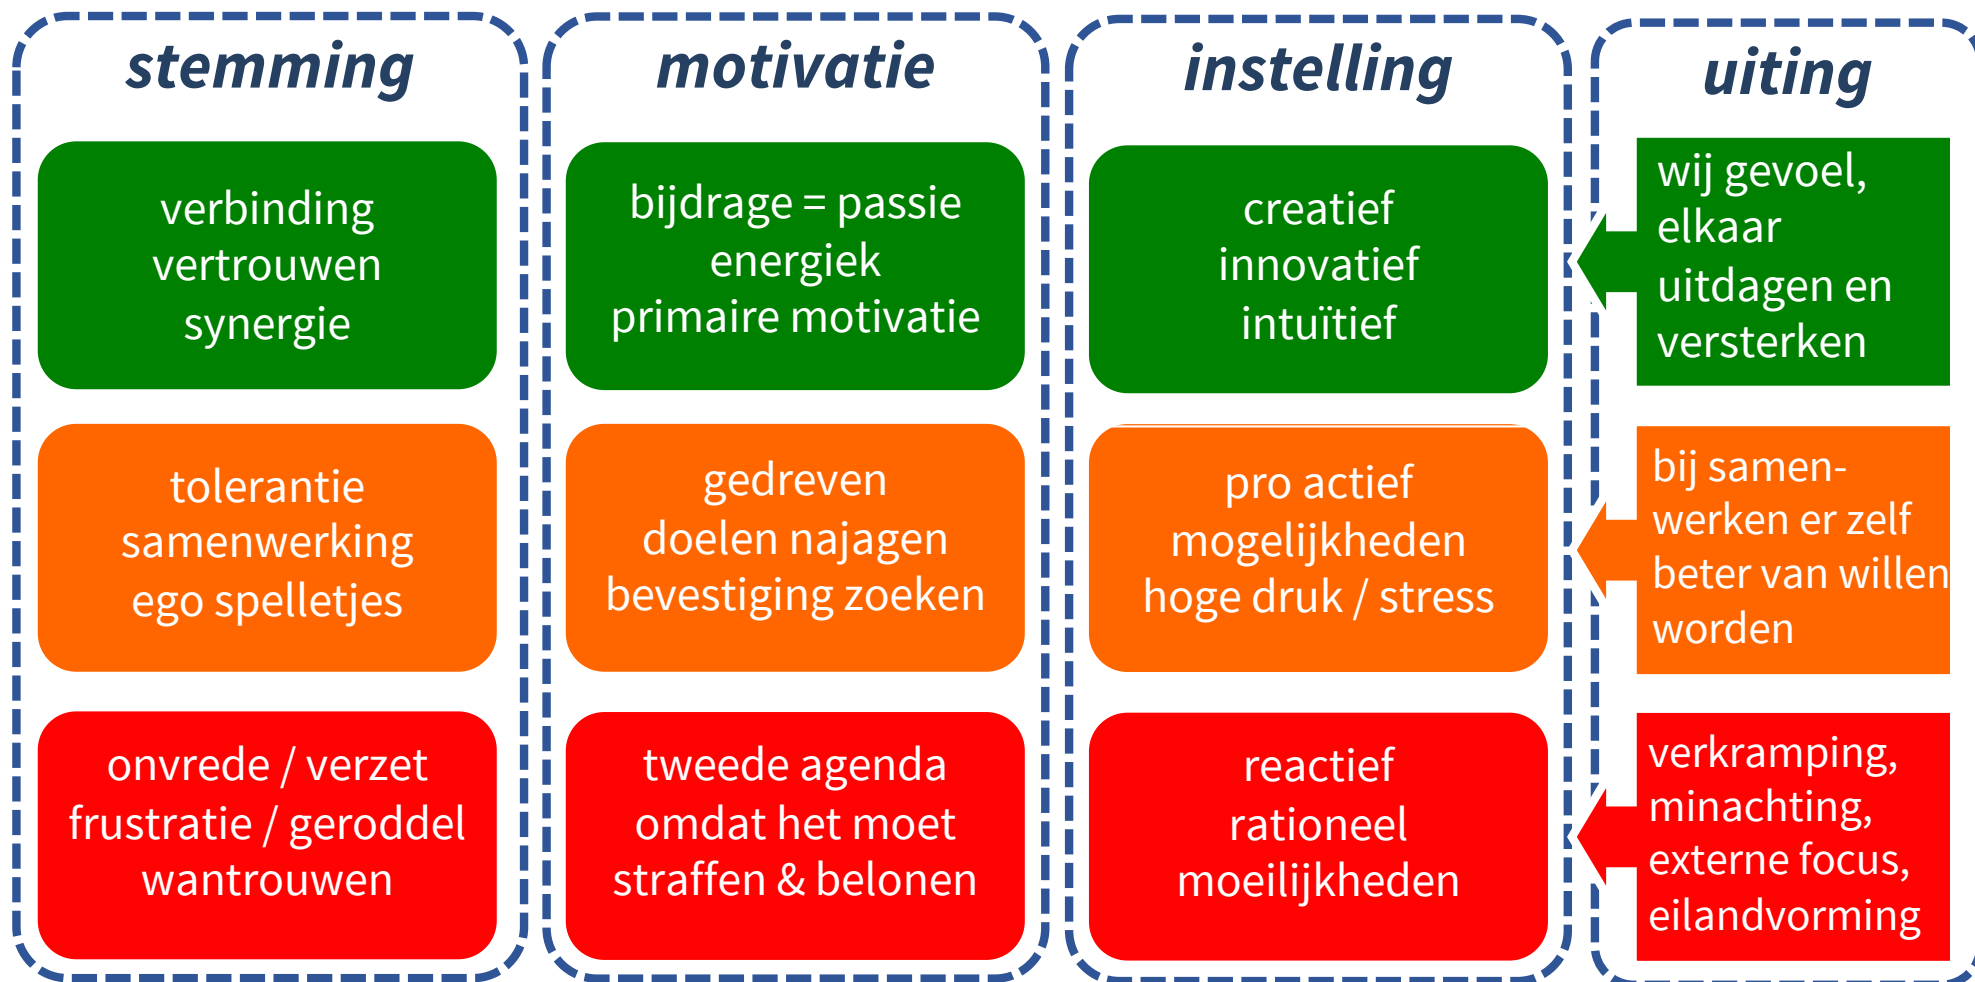 stemming
verbinding
vertrouwen
synergie
tolerantie
samenwerking
ego spelletjes
onvrede / verzet
frustratie / geroddel
wantrouwen
motivatie
bijdrage = passie
energiek
primaire motivatie
gedreven
doelen najagen
bevestiging zoeken
tweede agenda
omdat het moet
straffen & belonen
instelling
creatief
innovatief
intuïtief
pro actief
mogelijkheden
hoge druk / stress
reactief
rationeel
moeilijkheden
uiting
wij gevoel,
elkaar
uitdagen en
versterken
bij samen-
werken er zelf
beter van willen
worden
verkramping,
minachting,
externe focus,
eilandvorming